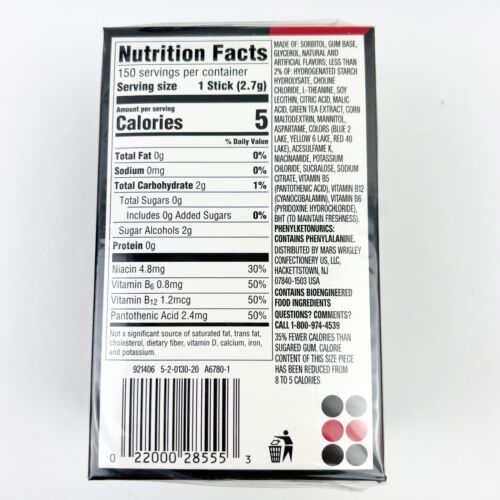 Nutrition Facts
150 servings per container
Serving size 1 Stick (2.7g)
Amount per serving
Calories 5
% Daily Value
Total Fat 0g 0%
Sodium 0mg 0%
Total Carbohydrate 2g 1%
Total Sugars 0g
Includes 0g Added Sugars 0%
Sugar Alcohols 2g
Protein 0g
Niacin 4.8mg 30%
Vitamin B6 0.8mg 50%
Vitamin B12 1.2mcg 50%
Pantothenic Acid 2.4mg 50%
Not a significant source of saturated fat, trans fat,
cholesterol, dietary fiber, vitamin D, calcium, iron,
and potassium.
921406 5-2-0130-20 A6780-1
0 22000 28555 3
MADE OF: SORBITOL, GUM BASE,
GLYCEROL, NATURAL AND
ARTIFICIAL FLAVORS; LESS THAN
2% OF: HYDROGENATED STARCH
HYDROLYSATE, CHOLINE
CHLORIDE, L-THEANINE, SOY
LECITHIN, CITRIC ACID, MALIC
ACID, GREEN TEA EXTRACT, CORN
MALTODEXTRIN, MANNITOL,
ASPARTAME, COLORS (BLUE 2
LAKE, YELLOW 6 LAKE, RED 40
LAKE), ACESULFAME K,
NIACINAMIDE, POTASSIUM
CHLORIDE, SUCRALOSE, SODIUM
CITRATE, VITAMIN B5
(PANTOTHENIC ACID), VITAMIN B12
(CYANOCOBALAMIN), VITAMIN B6
(PYRIDOXINE HYDROCHLORIDE),
BHT (TO MAINTAIN FRESHNESS).
PHENYLKETONURICS:
CONTAINS PHENYLALANINE.
DISTRIBUTED BY MARS WRIGLEY
CONFECTIONERY US, LLC,
HACKETTSTOWN, NJ
07840-1503 USA
CONTAINS BIOENGINEERED
FOOD INGREDIENTS
QUESTIONS? COMMENTS?
CALL 1-800-974-4539
35% FEWER CALORIES THAN
SUGARED GUM. CALORIE
CONTENT OF THIS SIZE PIECE
HAS BEEN REDUCED FROM
8 TO 5 CALORIES.